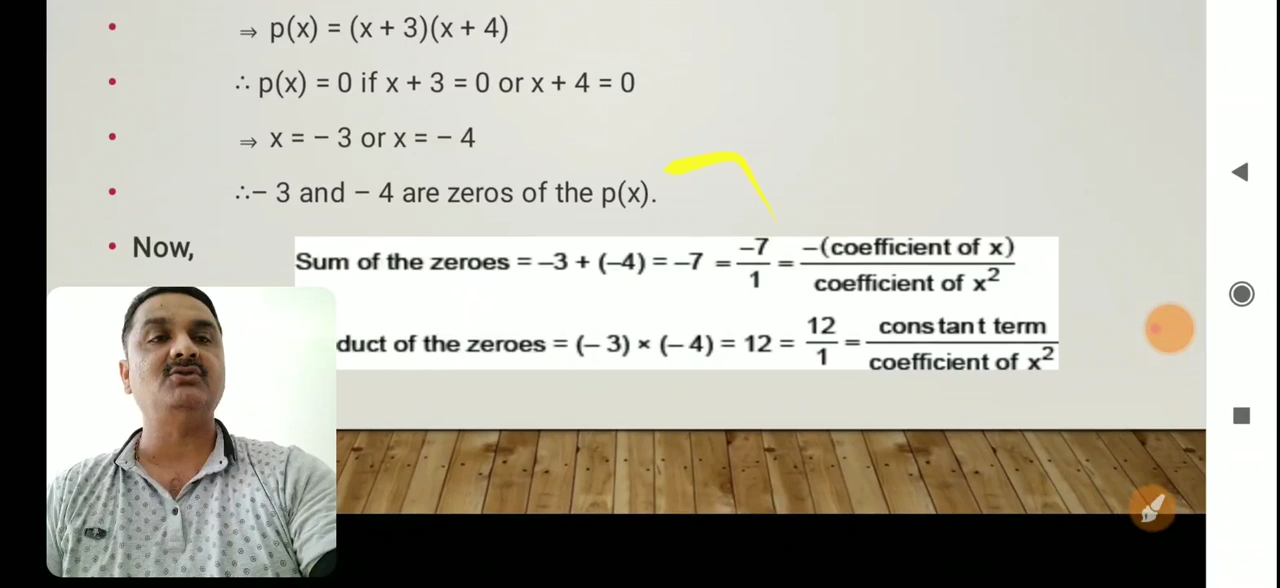 • ⇒ p(x) = (x + 3)(x + 4)
• ∴ p(x) = 0 if x + 3 = 0 or x + 4 = 0
• ⇒ x = − 3 or x = − 4
• ∴− 3 and − 4 are zeros of the p(x).
• Now,
Sum of the zeroes = –3 + (–4) = –7 = –7/1 = –(coefficient of x)/coefficient of x²
duct of the zeroes = (– 3) × (– 4) = 12 = 12/1 = constant term/coefficient of x²